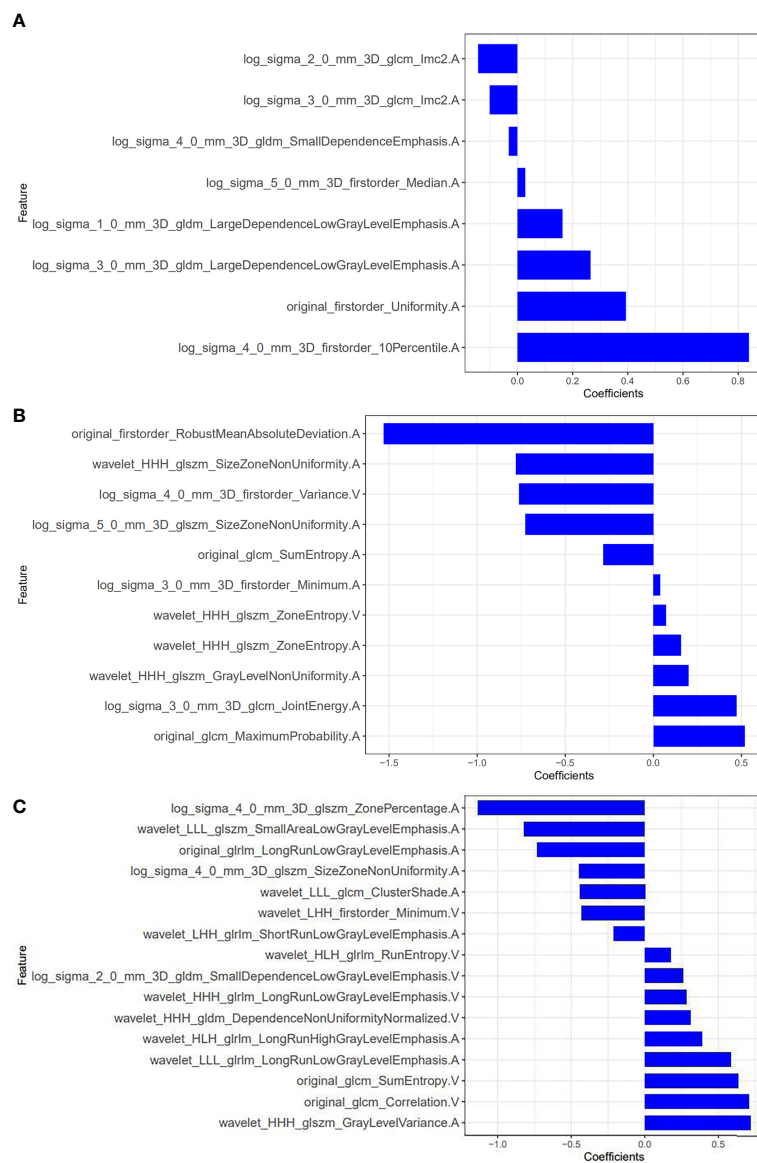 A
log_sigma_2_0_mm_3D_glcm_Imc2.A
log_sigma_3_0_mm_3D_glcm_Imc2.A
log_sigma_4_0_mm_3D_gldm_SmallDependenceEmphasis.A
log_sigma_5_0_mm_3D_firstorder_Median.A
log_sigma_1_0_mm_3D_gldm_LargeDependenceLowGrayLevelEmphasis.A
log_sigma_3_0_mm_3D_gldm_LargeDependenceLowGrayLevelEmphasis.A
original_firstorder_Uniformity.A
log_sigma_4_0_mm_3D_firstorder_10Percentile.A
Feature
0.0 0.2 0.4 0.6 0.8
Coefficients
B
original_firstorder_RobustMeanAbsoluteDeviation.A
wavelet_HHH_glszm_SizeZoneNonUniformity.A
log_sigma_4_0_mm_3D_firstorder_Variance.V
log_sigma_5_0_mm_3D_glszm_SizeZoneNonUniformity.A
original_glcm_SumEntropy.A
log_sigma_3_0_mm_3D_firstorder_Minimum.A
wavelet_HHH_glszm_ZoneEntropy.V
wavelet_HHH_glszm_ZoneEntropy.A
wavelet_HHH_glszm_GrayLevelNonUniformity.A
log_sigma_3_0_mm_3D_glcm_JointEnergy.A
original_glcm_MaximumProbability.A
Feature
−1.5 −1.0 −0.5 0.0 0.5
Coefficients
C
log_sigma_4_0_mm_3D_glszm_ZonePercentage.A
wavelet_LLL_glszm_SmallAreaLowGrayLevelEmphasis.A
original_glrlm_LongRunLowGrayLevelEmphasis.A
log_sigma_4_0_mm_3D_glszm_SizeZoneNonUniformity.A
wavelet_LLL_glcm_ClusterShade.A
wavelet_LHH_firstorder_Minimum.V
wavelet_LHH_glrlm_ShortRunLowGrayLevelEmphasis.A
wavelet_HLH_glrlm_RunEntropy.V
log_sigma_2_0_mm_3D_gldm_SmallDependenceLowGrayLevelEmphasis.V
wavelet_HHH_glrlm_LongRunLowGrayLevelEmphasis.V
wavelet_HHH_gldm_DependenceNonUniformityNormalized.V
wavelet_HLH_glrlm_LongRunHighGrayLevelEmphasis.A
wavelet_LLL_glrlm_LongRunLowGrayLevelEmphasis.A
original_glcm_SumEntropy.V
original_glcm_Correlation.V
wavelet_HHH_glszm_GrayLevelVariance.A
Feature
−1.0 −0.5 0.0 0.5
Coefficients